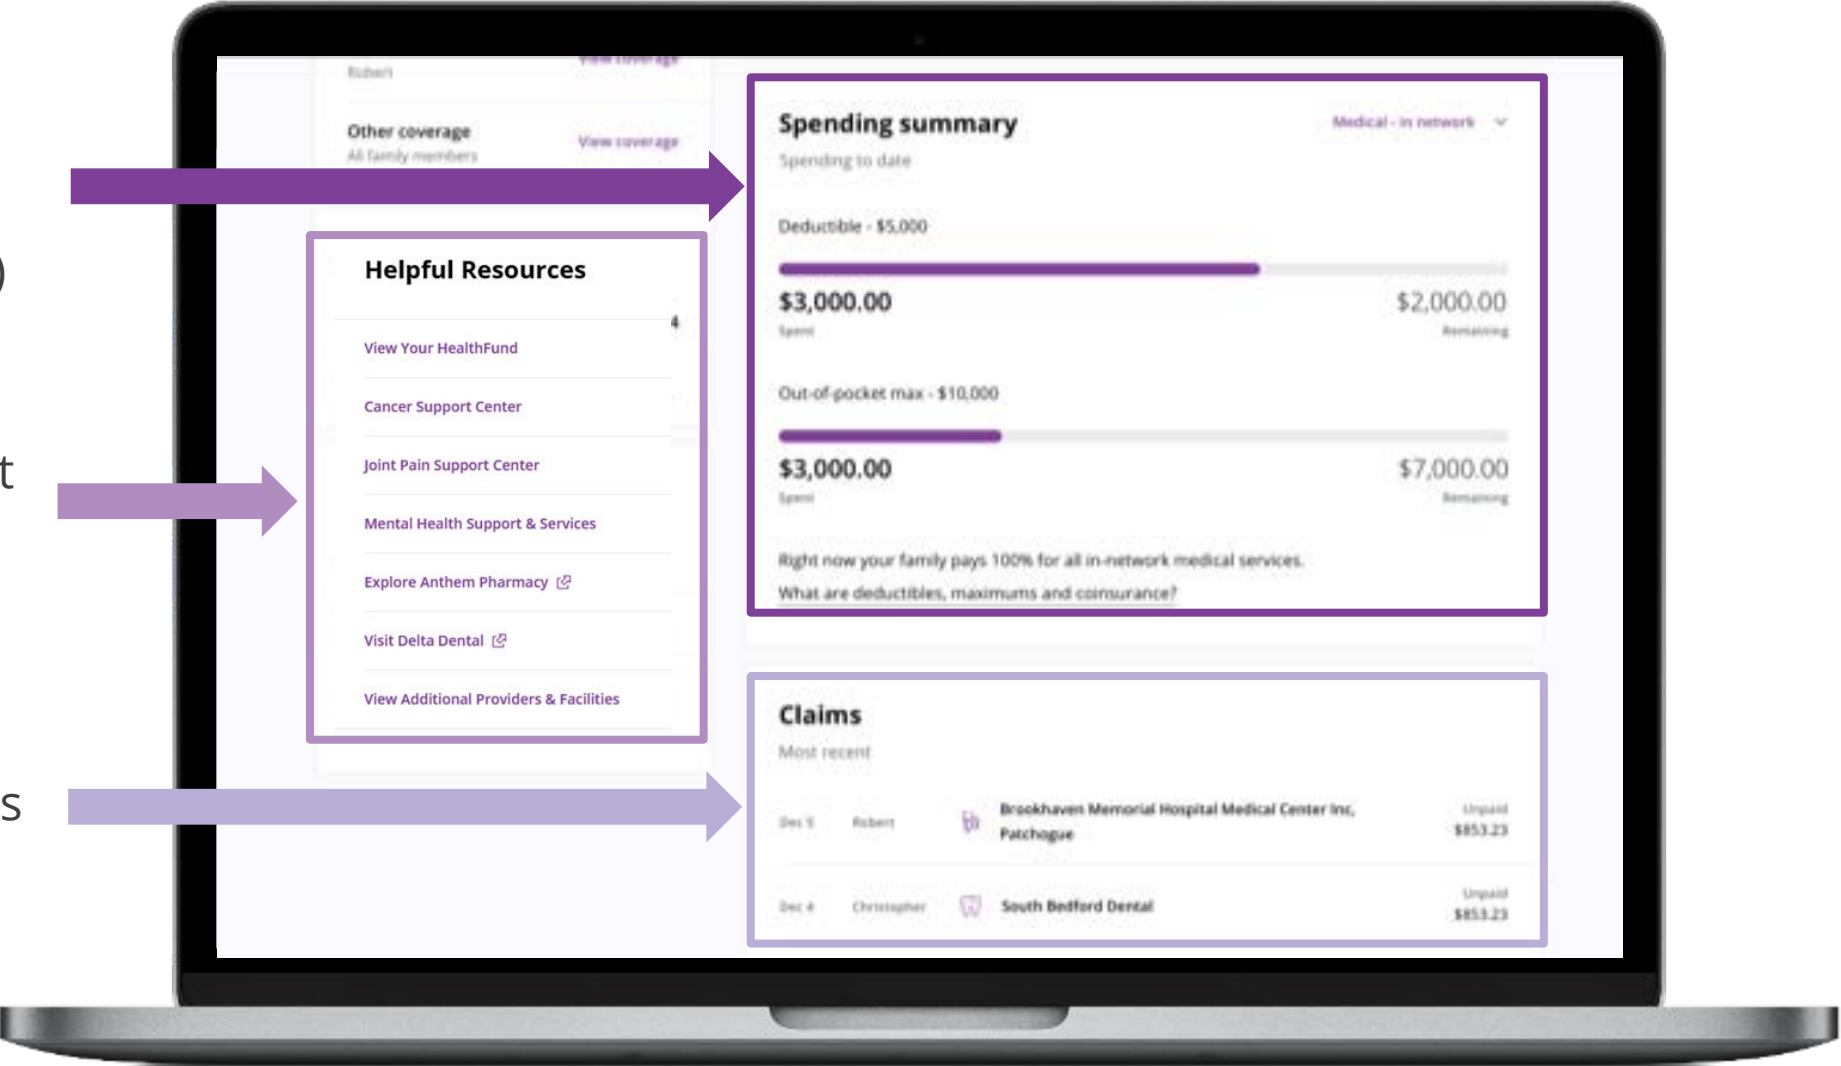 )
t
s
Robert
View coverage
Other coverage
View coverage
All family members
Helpful Resources
4
View Your HealthFund
Cancer Support Center
Joint Pain Support Center
Mental Health Support & Services
Explore Anthem Pharmacy
Visit Delta Dental
View Additional Providers & Facilities
Spending summary
Medical - in network
Spending to date
Deductible - $5,000
$3,000.00
$2,000.00
Spent
Remaining
Out-of-pocket max - $10,000
$3,000.00
$7,000.00
Spent
Remaining
Right now your family pays 100% for all in-network medical services.
What are deductibles, maximums and coinsurance?
Claims
Most recent
Dec 5 Robert Brookhaven Memorial Hospital Medical Center Inc, Unpaid
Patchogue $853.23
Dec 4 Christopher South Bedford Dental Unpaid
$853.23